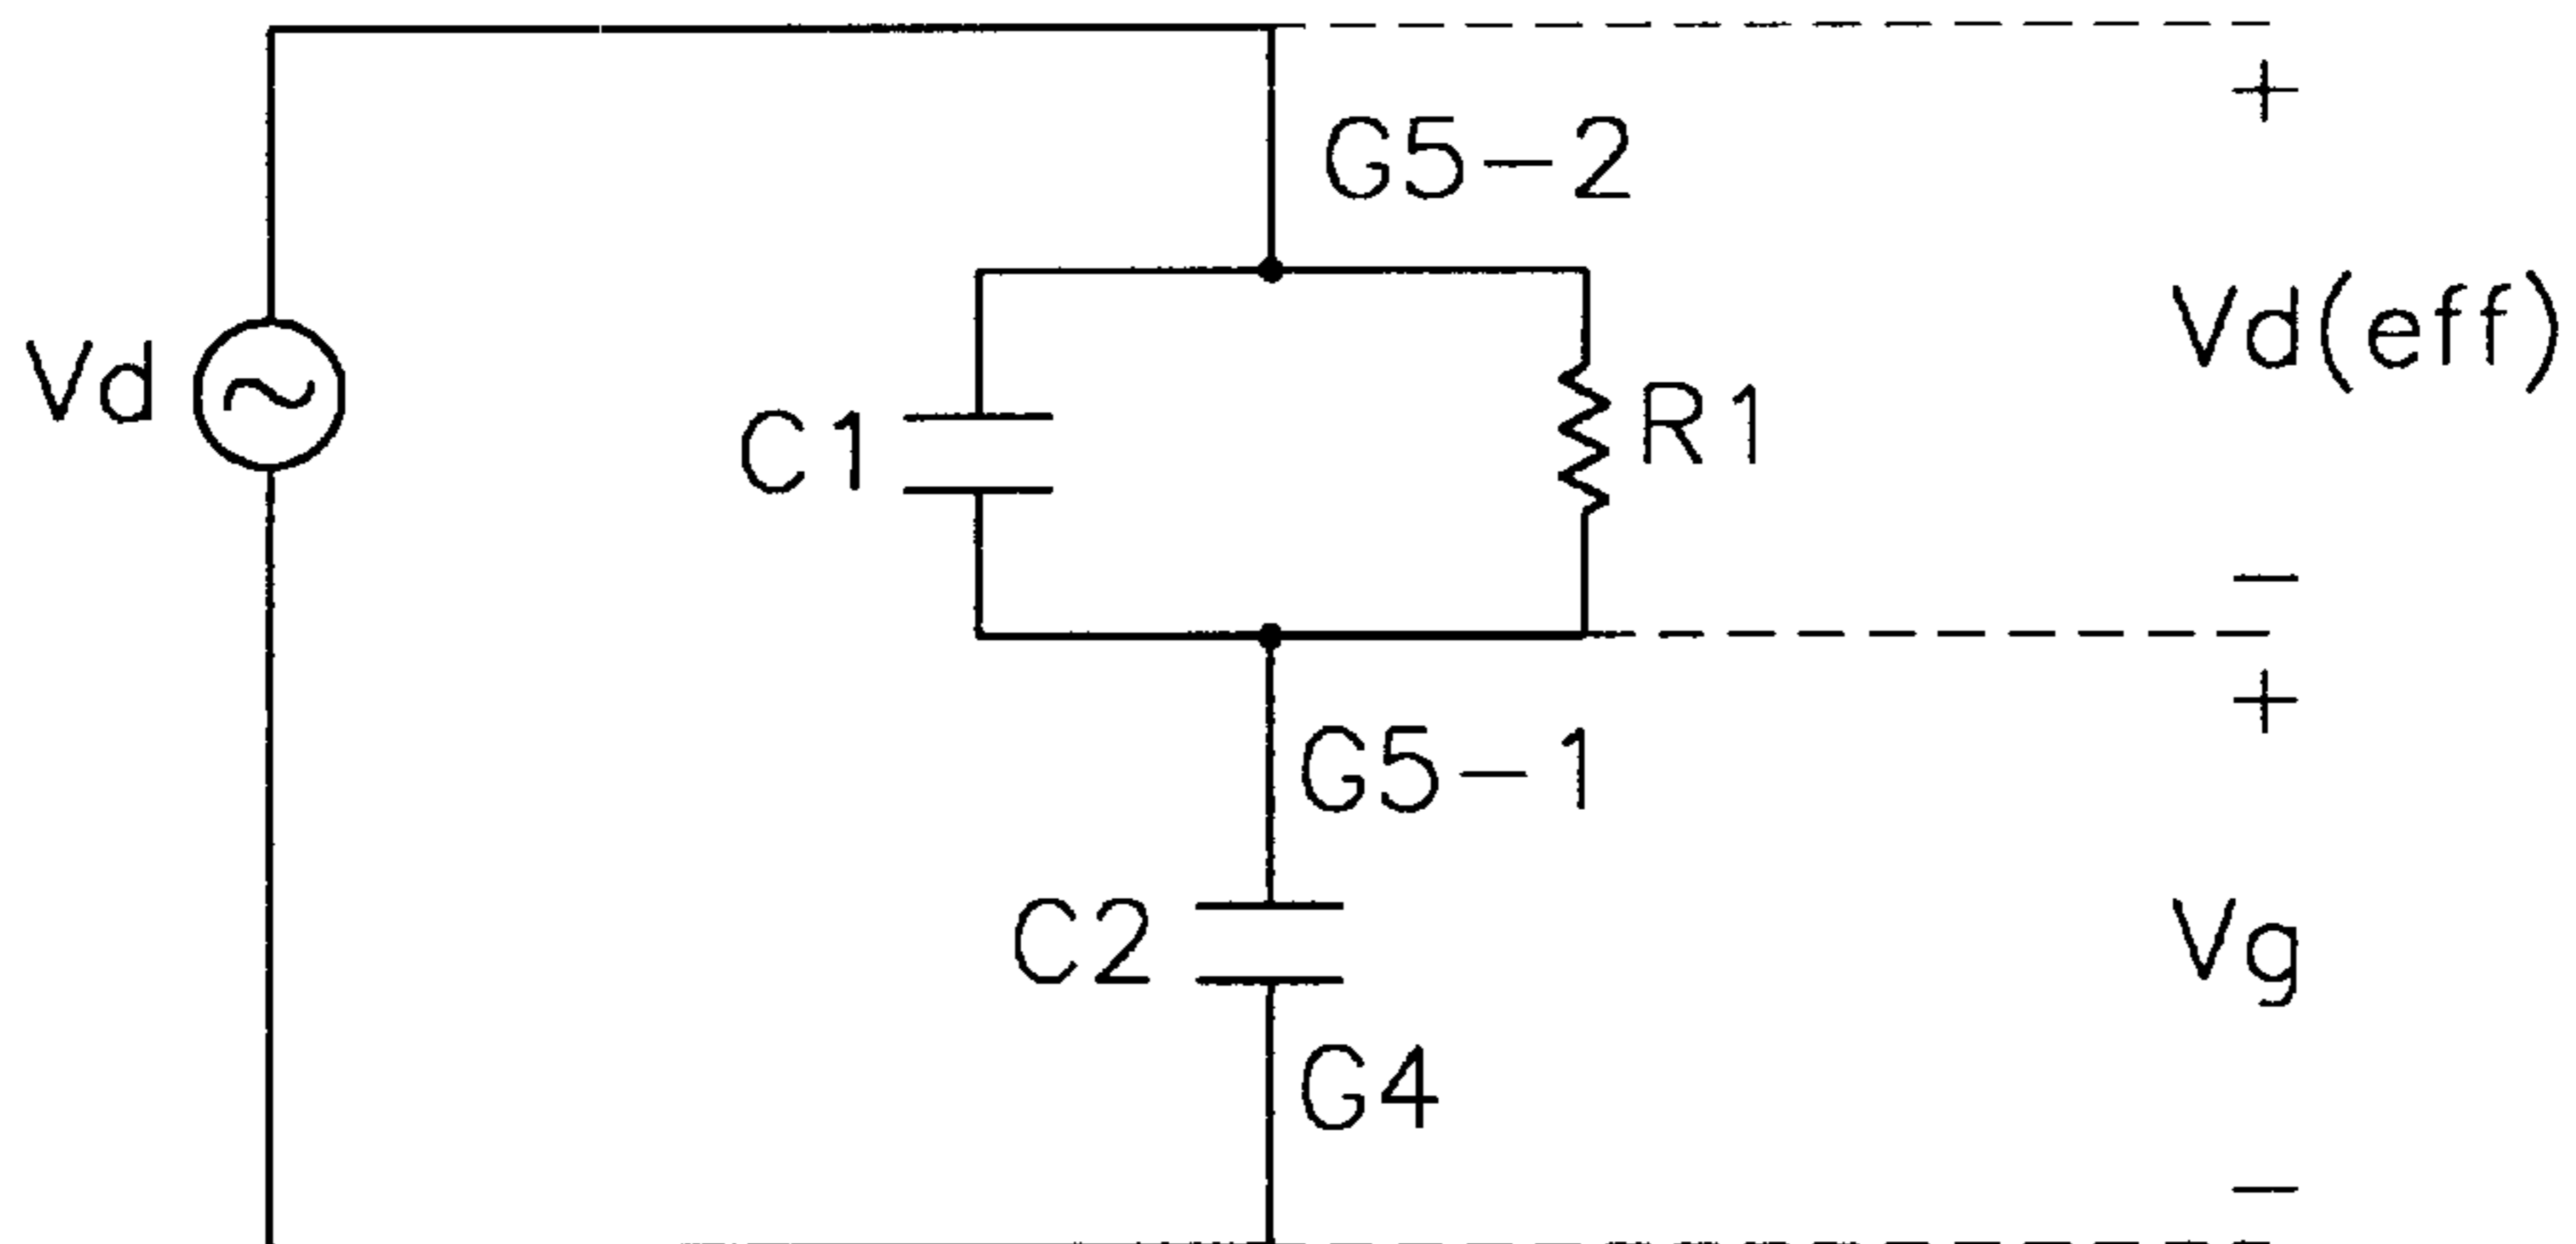 +
G5-2
Vd(eff)
Vd
C1
R1
−
+
G5-1
C2
Vg
G4
−